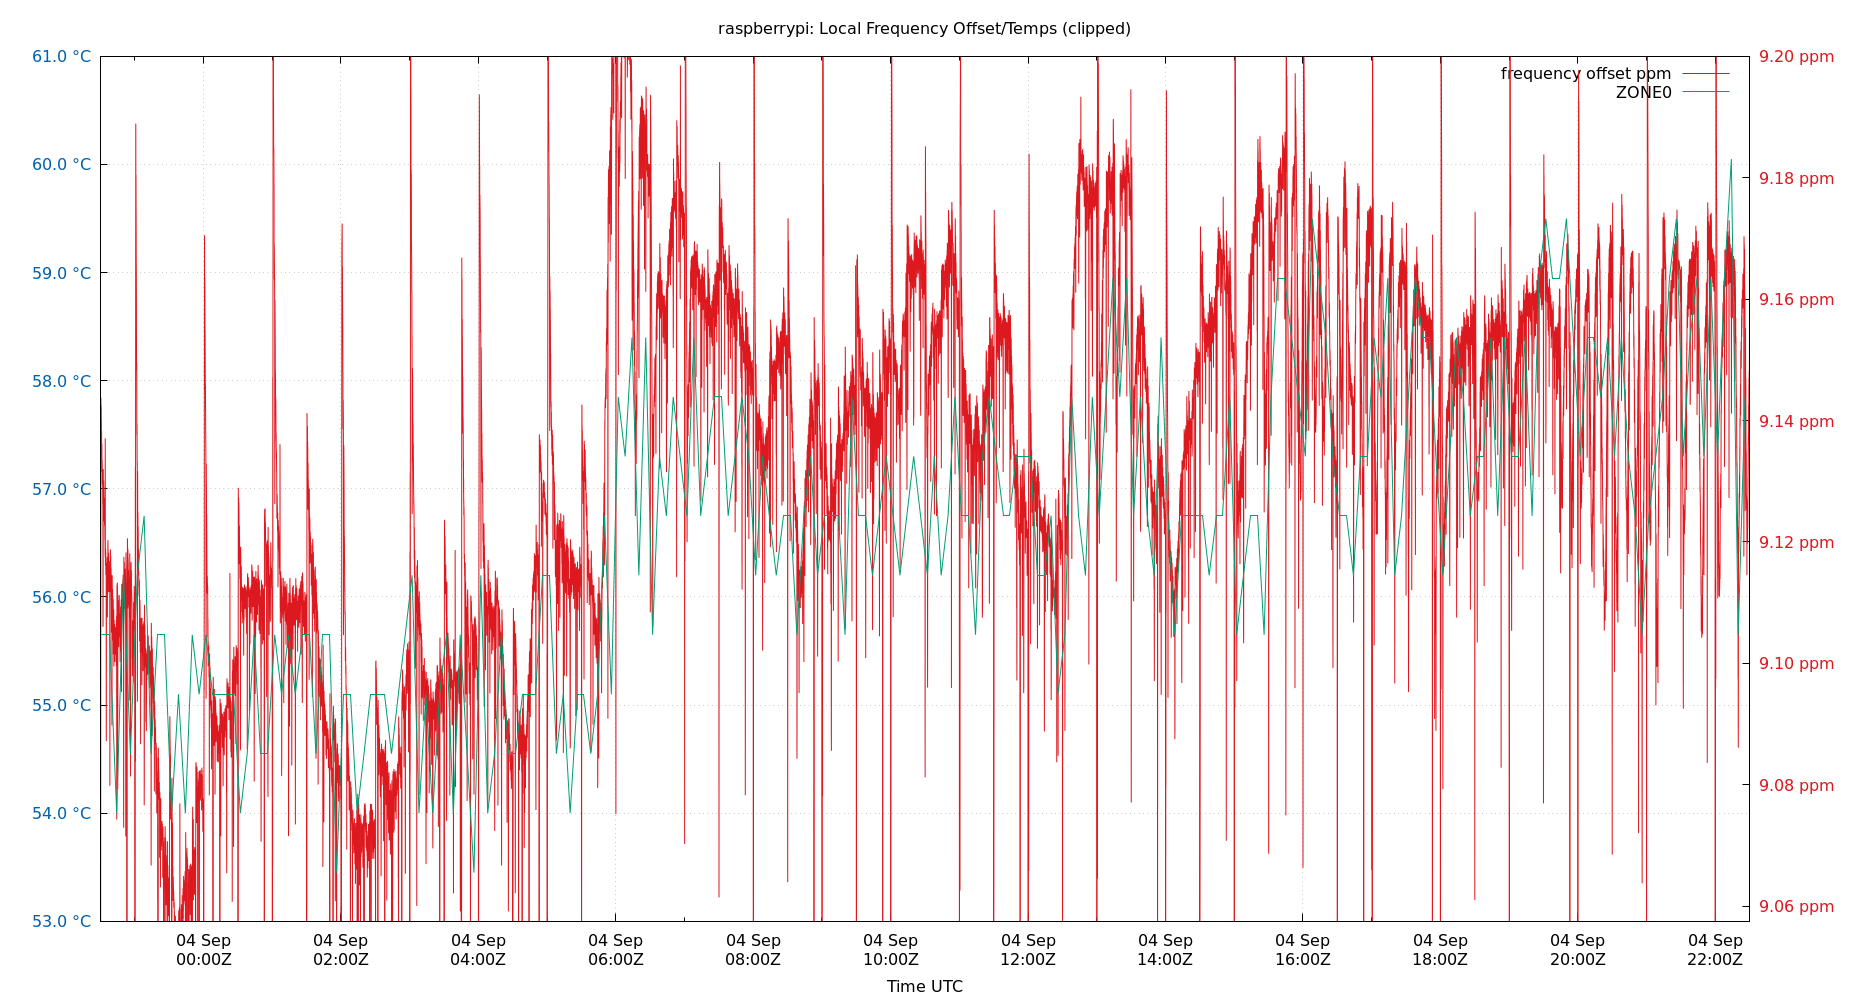 raspberrypi: Local Frequency Offset/Temps (clipped)
61.0 °C
60.0 °C
59.0 °C
58.0 °C
57.0 °C
56.0 °C
55.0 °C
54.0 °C
53.0 °C
9.20 ppm
9.18 ppm
9.16 ppm
9.14 ppm
9.12 ppm
9.10 ppm
9.08 ppm
9.06 ppm
frequency offset ppm
ZONE0
04 Sep
00:00Z
04 Sep
02:00Z
04 Sep
04:00Z
04 Sep
06:00Z
04 Sep
08:00Z
04 Sep
10:00Z
04 Sep
12:00Z
04 Sep
14:00Z
04 Sep
16:00Z
04 Sep
18:00Z
04 Sep
20:00Z
04 Sep
22:00Z
Time UTC